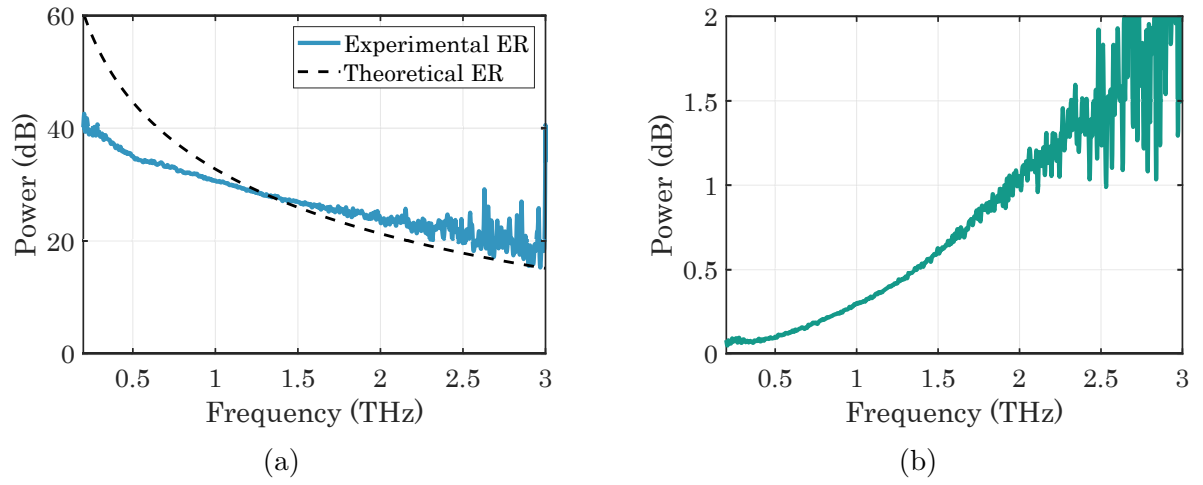 60
40
20
0
Power (dB)
Experimental ER
Theoretical ER
0.5
1
1.5
2
2.5
3
Frequency (THz)
(a)
2
1.5
1
0.5
0
Power (dB)
0.5
1
1.5
2
2.5
3
Frequency (THz)
(b)